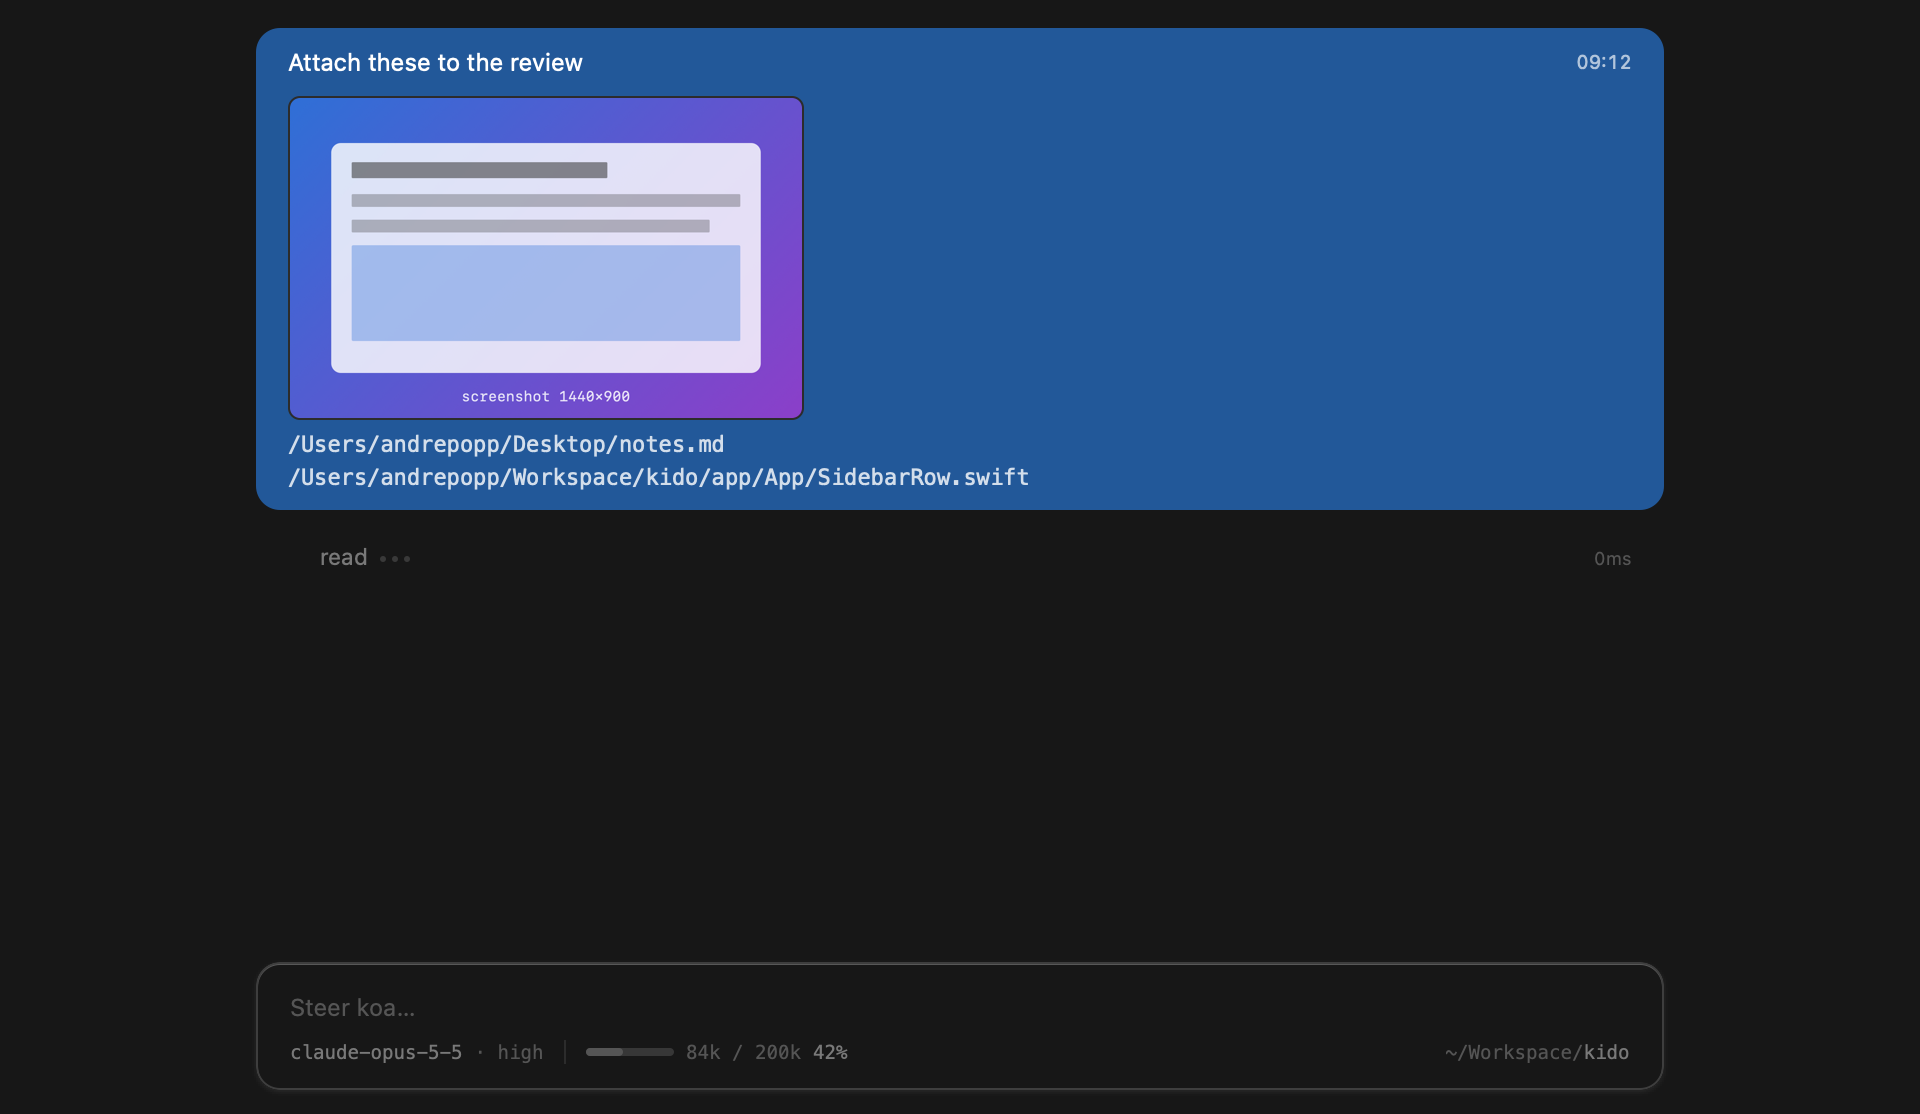 Attach these to the review 09:12
screenshot 1440×900
/Users/andrepopp/Desktop/notes.md
/Users/andrepopp/Workspace/kido/app/App/SidebarRow.swift
read ••• 0ms
Steer koa…
claude-opus-5-5 · high 84k / 200k 42% ~/Workspace/kido